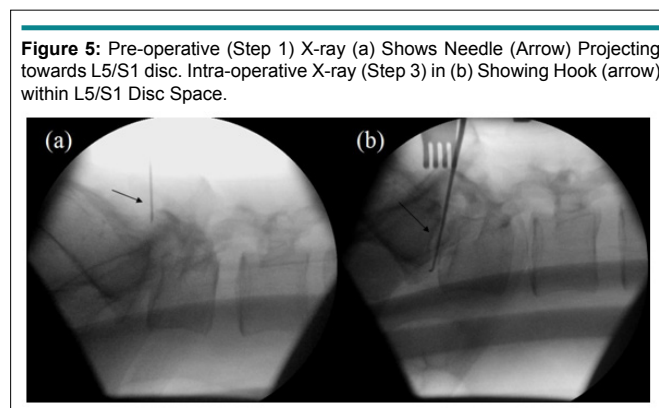 Figure 5: Pre-operative (Step 1) X-ray (a) Shows Needle (Arrow) Projecting
towards L5/S1 disc. Intra-operative X-ray (Step 3) in (b) Showing Hook (arrow)
within L5/S1 Disc Space.
(a) (b)